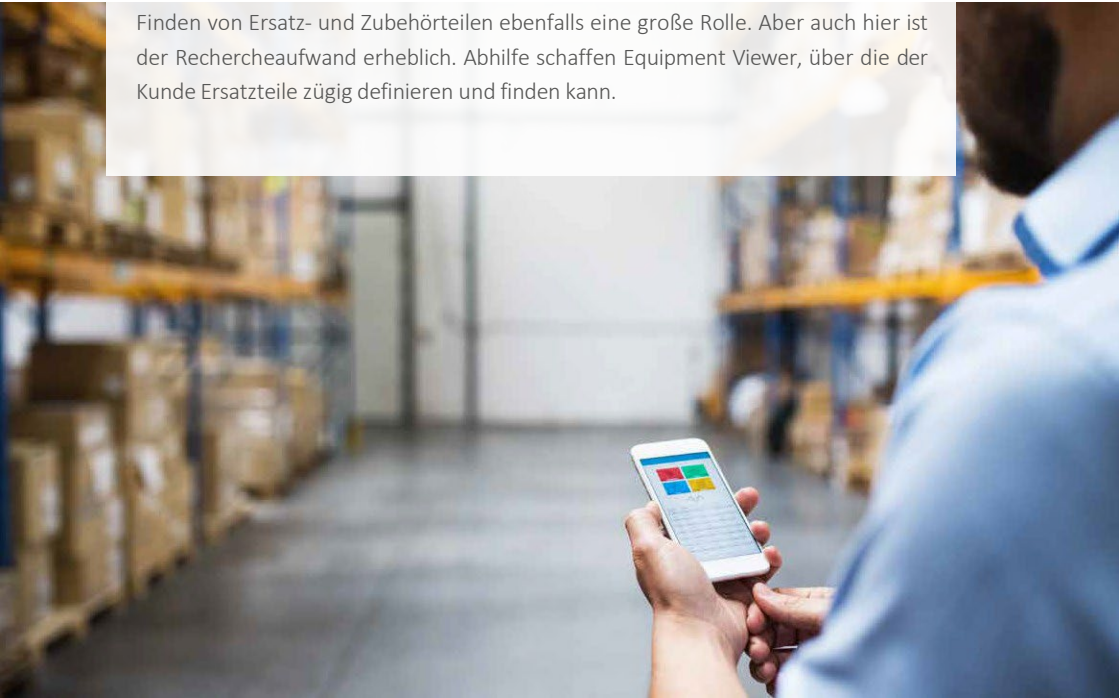 Finden von Ersatz- und Zubehörteilen ebenfalls eine große Rolle. Aber auch hier ist
der Rechercheaufwand erheblich. Abhilfe schaffen Equipment Viewer, über die der
Kunde Ersatzteile zügig definieren und finden kann.